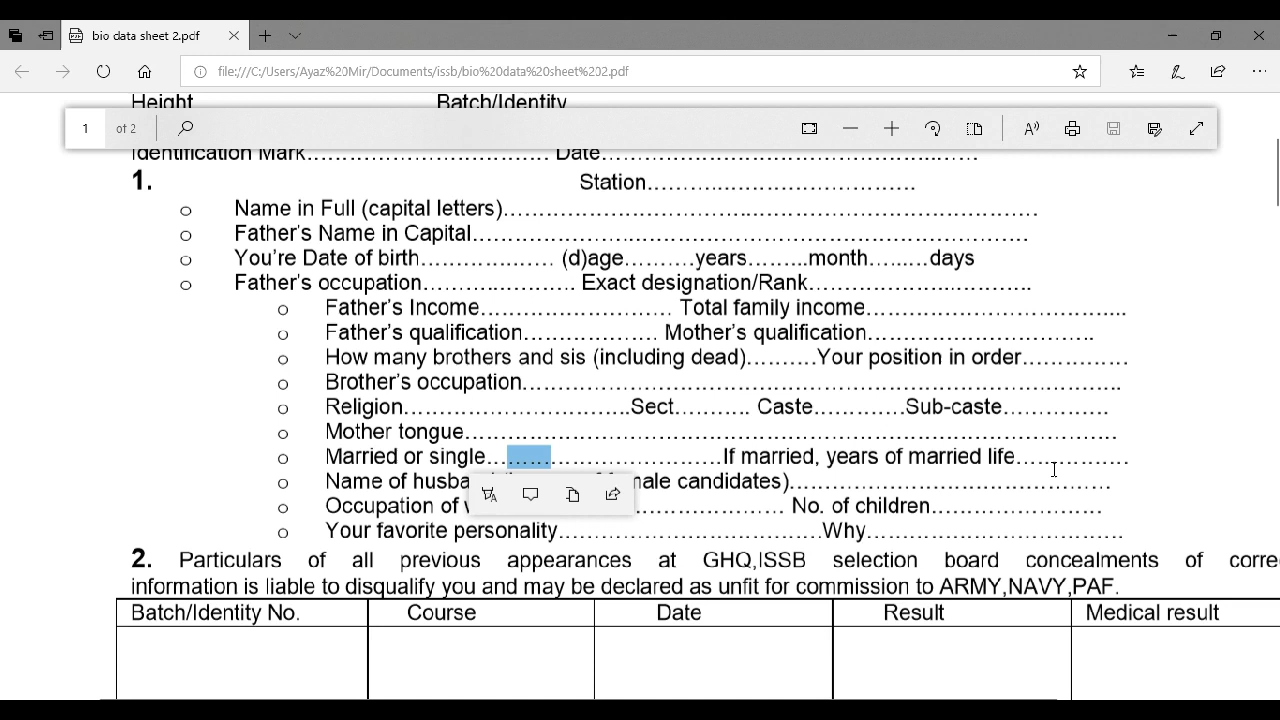 bio data sheet 2.pdf
file:///C:/Users/Ayaz%20Mir/Documents/issb/bio%20data%20sheet%202.pdf
Height Batch/Identity
1 of 2
Identification Mark…………………………………. Date……………………………………………..……
1.
Station………..…………………………….
Name in Full (capital letters)…………………………………..…………………………………………
Father's Name in Capital……………………..…………………………………………………………
You're Date of birth………..……… (d)age……….years……...month…...…days
Father's occupation………..………… Exact designation/Rank…………………..………...
Father's Income……………………… Total family income……………………………………....
Father's qualification………………… Mother's qualification……………………………….
How many brothers and sis (including dead)……….Your position in order……………
Brother's occupation……………………………………………………………………………………..
Religion……………………………….Sect……….. Caste………….Sub-caste…………….
Mother tongue……………………………………………………………………………………………….
Married or single………………………………….If married, years of married life………………
Name of husba male candidates)……………………………………………
Occupation of …………………… No. of children………………………
Your favorite personality…………………………………….Why……………………………………
2. Particulars of all previous appearances at GHQ,ISSB selection board concealments of corre
information is liable to disqualify you and may be declared as unfit for commission to ARMY,NAVY,PAF.
Batch/Identity No. Course Date Result Medical result